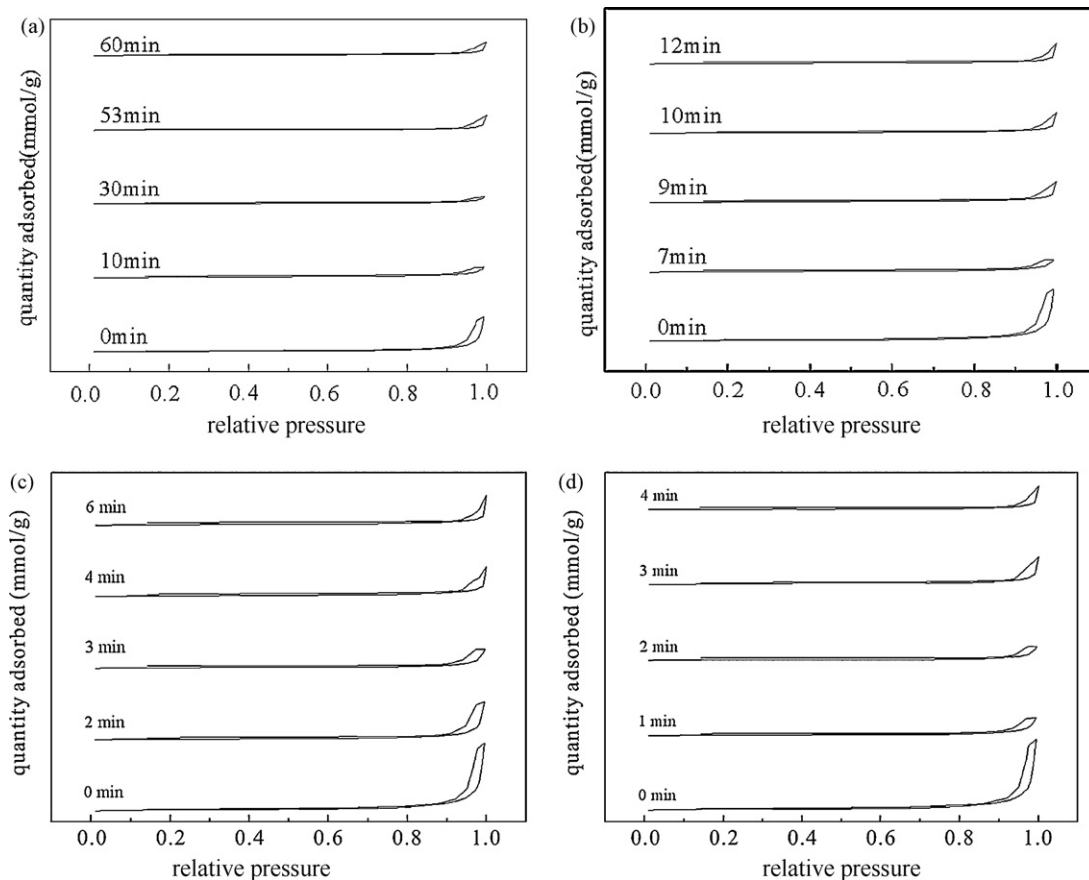 (a)
60min
53min
30min
10min
0min
quantity adsorbed(mmol/g)
0.0 0.2 0.4 0.6 0.8 1.0
relative pressure
(b)
12min
10min
9min
7min
0min
quantity adsorbed(mmol/g)
0.0 0.2 0.4 0.6 0.8 1.0
relative pressure
(c)
6 min
4 min
3 min
2 min
0 min
quantity adsorbed (mmol/g)
0.0 0.2 0.4 0.6 0.8 1.0
relative pressure
(d)
4 min
3 min
2 min
1 min
0 min
quantity adsorbed (mmol/g)
0.0 0.2 0.4 0.6 0.8 1.0
relative pressure